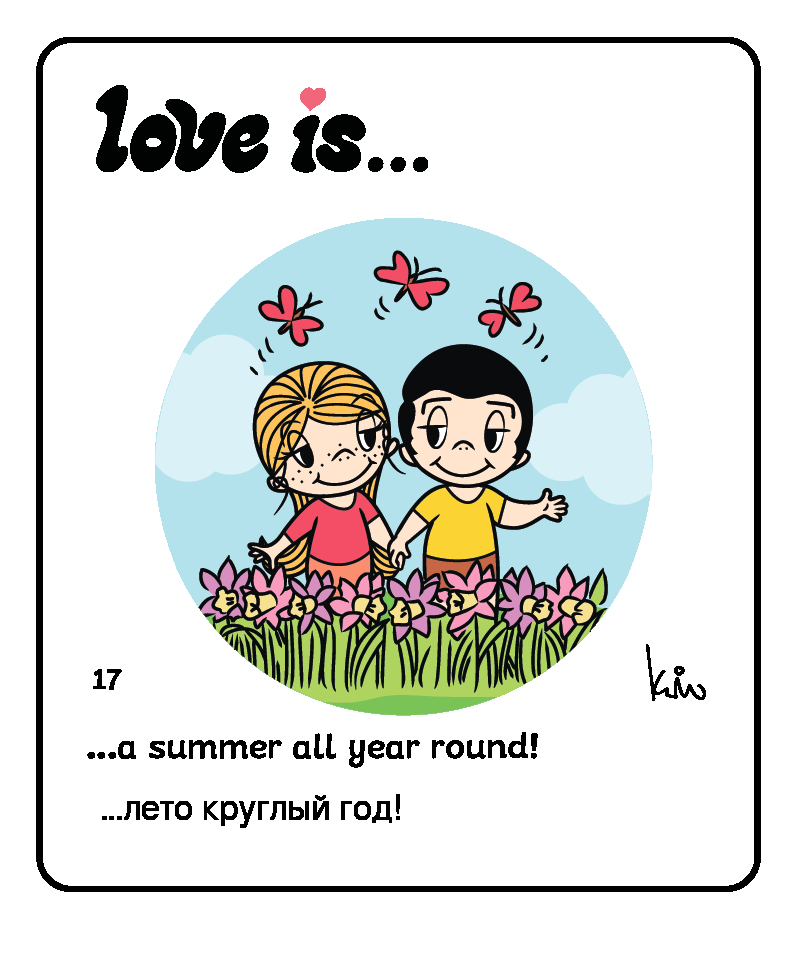 love is...
17
kim
...a summer all year round!
...лето круглый год!